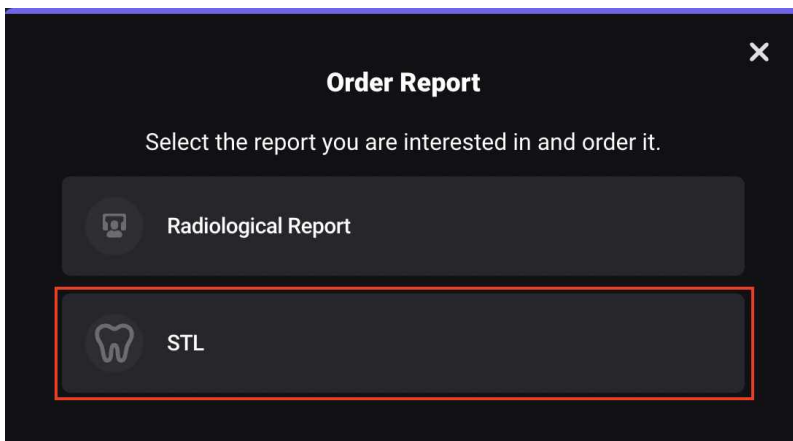 Order Report
Select the report you are interested in and order it.
Radiological Report
STL